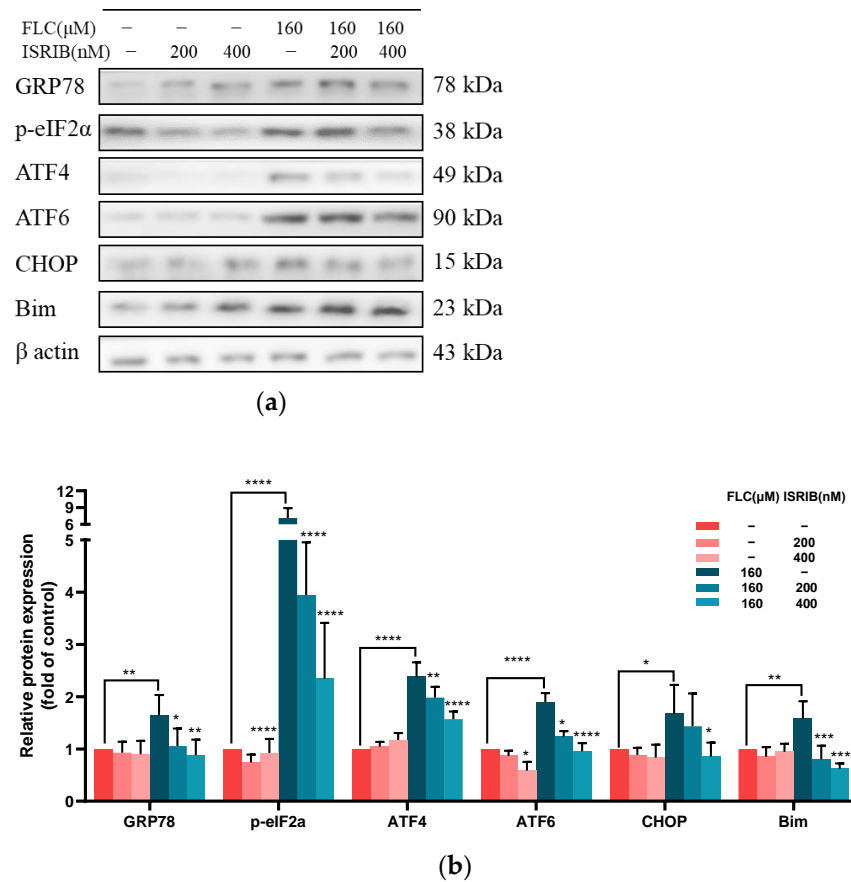 FLC(μM) – – – 160 160 160
ISRIB(nM) – 200 400 – 200 400
GRP78 78 kDa
p-eIF2α 38 kDa
ATF4 49 kDa
ATF6 90 kDa
CHOP 15 kDa
Bim 23 kDa
β actin 43 kDa
(a)
FLC(μM) ISRIB(nM)
– –
– 200
– 400
160 –
160 200
160 400
Relative protein expression
(fold of control)
12
9
6
5
4
3
2
1
0
** * **
**** **** **** ****
**** ** ****
**** * * ****
* *
** *** ***
GRP78 p-eIF2a ATF4 ATF6 CHOP Bim
(b)